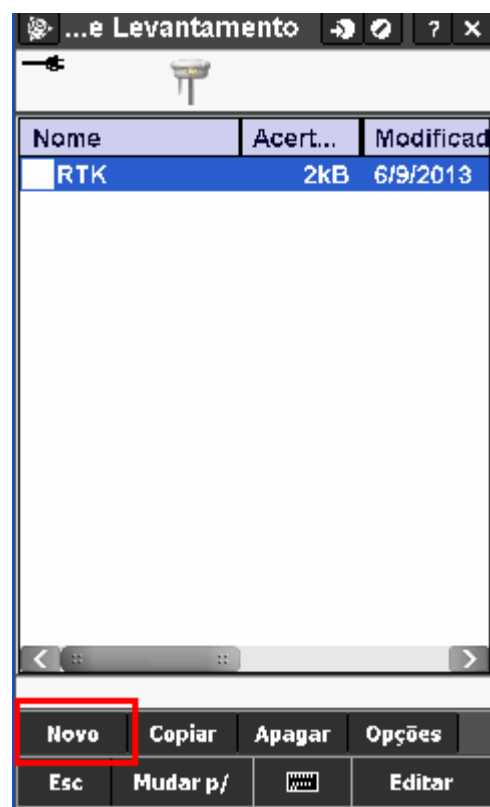 ...e Levantamento ? X
Nome Acert... Modificad
RTK 2kB 6/9/2013
Novo Copiar Apagar Opções
Esc Mudar p/ Editar